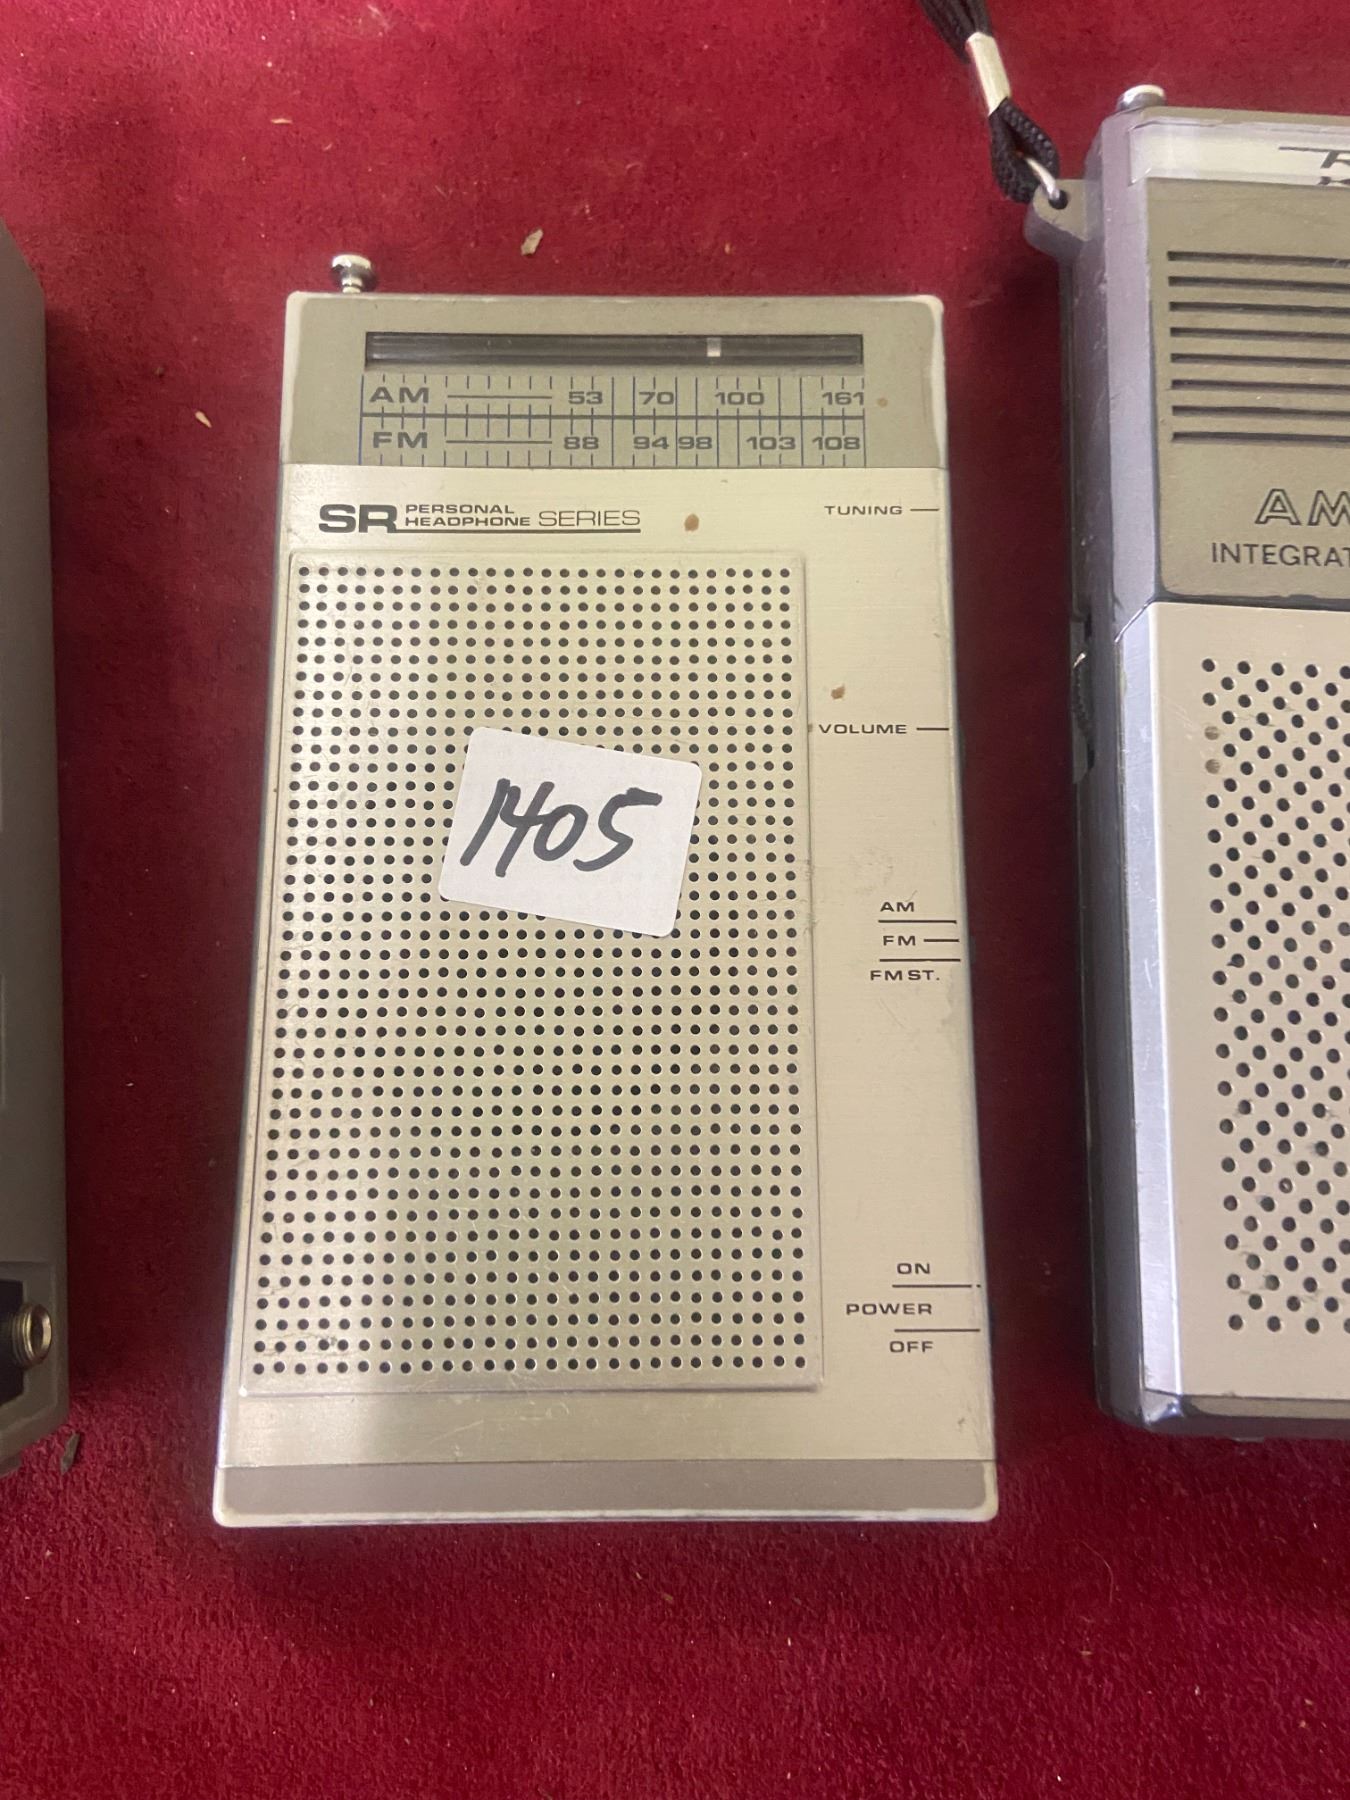 AM 53 70 100 161
FM 88 94 98 103 108
SR PERSONAL HEADPHONE SERIES
TUNING
VOLUME
1405
AM
FM
FM ST.
ON
POWER
OFF
AM